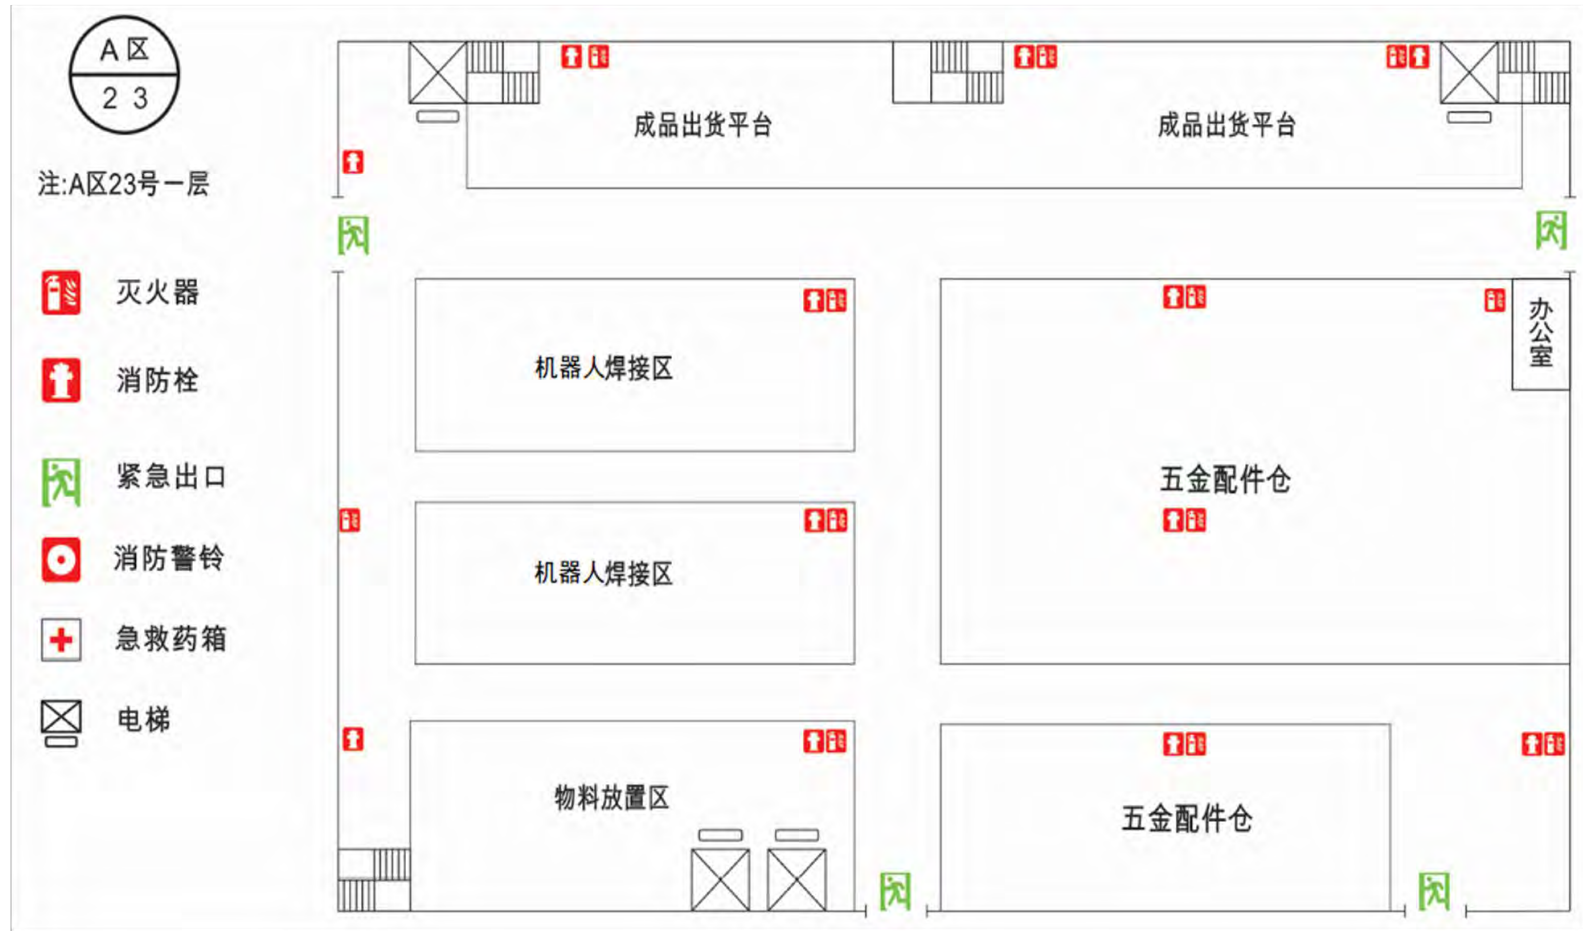 A区
23
注:A区23号一层
灭火器
消防栓
紧急出口
消防警铃
急救药箱
电梯
成品出货平台
成品出货平台
机器人焊接区
办公室
五金配件仓
机器人焊接区
物料放置区
五金配件仓